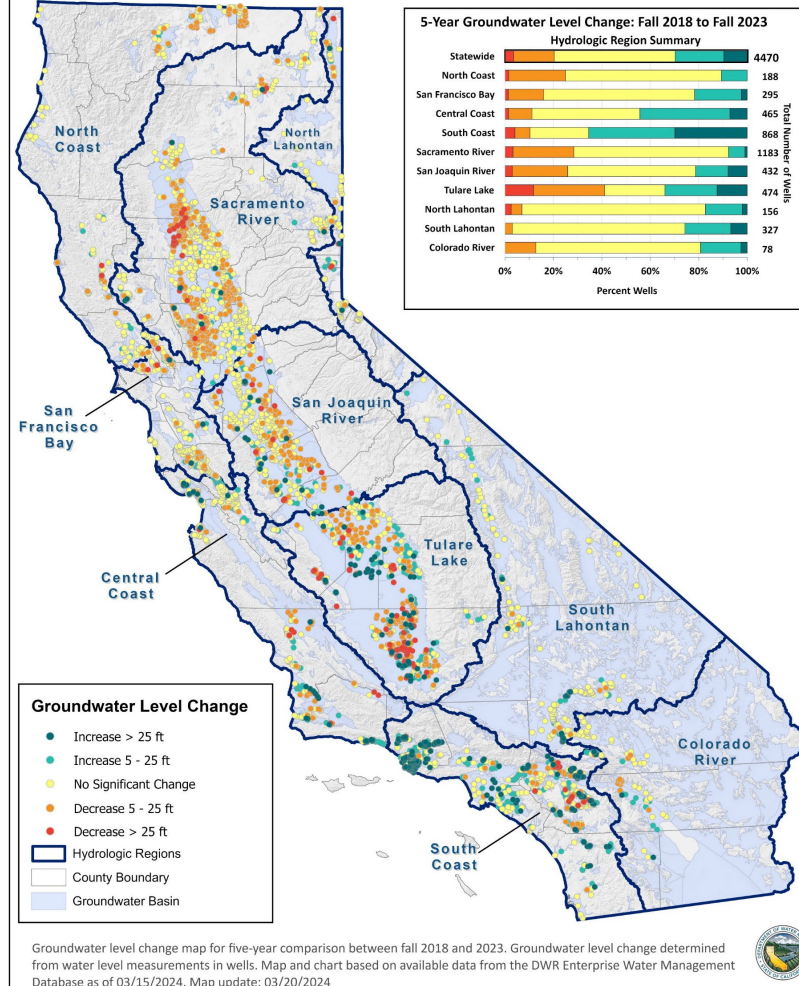 5-Year Groundwater Level Change: Fall 2018 to Fall 2023
Hydrologic Region Summary
Statewide 4470
North Coast 188
San Francisco Bay 295
Central Coast 465
South Coast 868
Sacramento River 1183
San Joaquin River 432
Tulare Lake 474
North Lahontan 156
South Lahontan 327
Colorado River 78
Total Number of Wells
0% 20% 40% 60% 80% 100%
Percent Wells
North
Coast
North
Lahontan
Sacramento
River
San
Francisco
Bay
San Joaquin
River
Tulare
Lake
Central
Coast
South
Lahontan
Colorado
River
South
Coast
Groundwater Level Change
Increase > 25 ft
Increase 5 - 25 ft
No Significant Change
Decrease 5 - 25 ft
Decrease > 25 ft
Hydrologic Regions
County Boundary
Groundwater Basin
Groundwater level change map for five-year comparison between fall 2018 and 2023. Groundwater level change determined
from water level measurements in wells. Map and chart based on available data from the DWR Enterprise Water Management
Database as of 03/15/2024. Map update: 03/20/2024